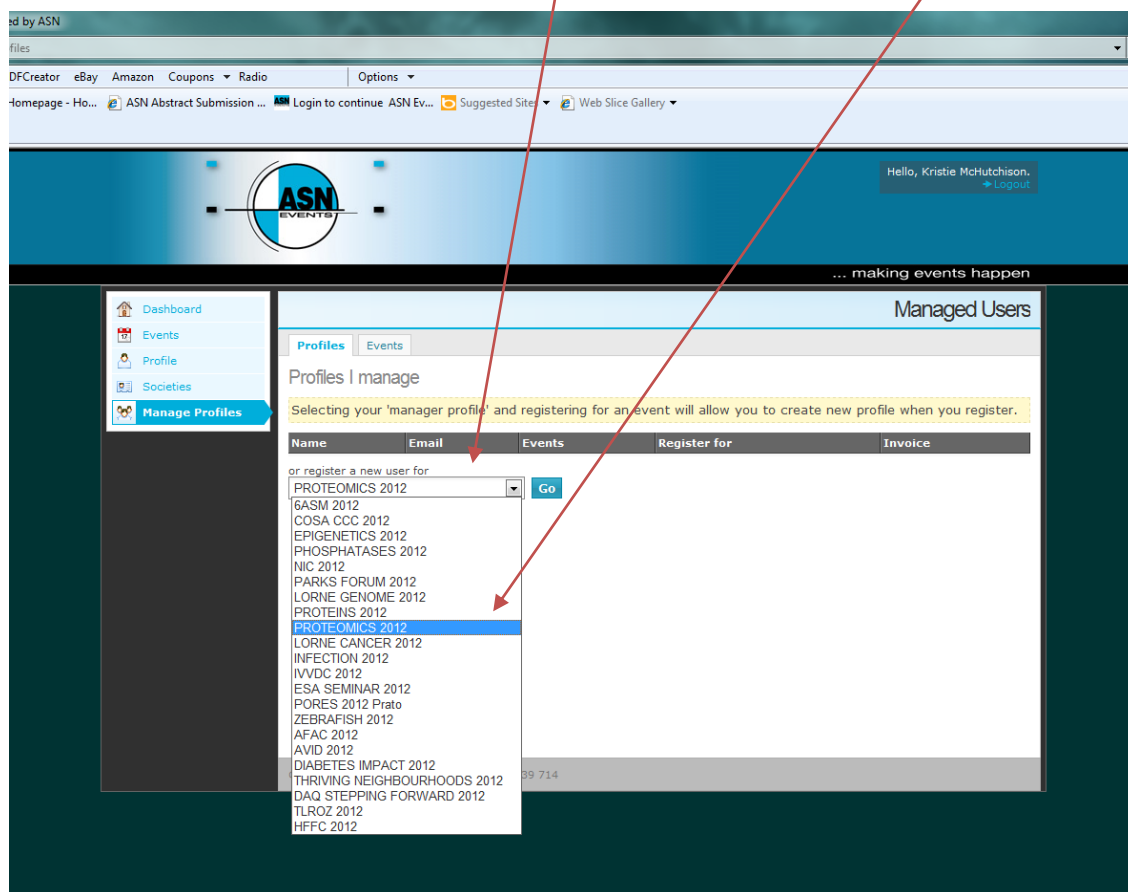 ed by ASN
files
DFCreator eBay Amazon Coupons Radio Options
Homepage - Ho... ASN Abstract Submission ... ASN Login to continue ASN Ev... Suggested Sites Web Slice Gallery
Hello, Kristie McHutchison.
Logout
ASN
EVENTS
... making events happen
Dashboard
17 Events
Profile
Societies
Manage Profiles
Managed Users
Profiles Events
Profiles I manage
Selecting your 'manager profile' and registering for an event will allow you to create new profile when you register.
Name Email Events Register for Invoice
or register a new user for
PROTEOMICS 2012 Go
6ASM 2012
COSA CCC 2012
EPIGENETICS 2012
PHOSPHATASES 2012
NIC 2012
PARKS FORUM 2012
LORNE GENOME 2012
PROTEINS 2012
PROTEOMICS 2012
LORNE CANCER 2012
INFECTION 2012
IVVDC 2012
ESA SEMINAR 2012
PORES 2012 Prato
ZEBRAFISH 2012
AFAC 2012
AVID 2012
DIABETES IMPACT 2012
THRIVING NEIGHBOURHOODS 2012
39 714
DAQ STEPPING FORWARD 2012
TLROZ 2012
HFFC 2012